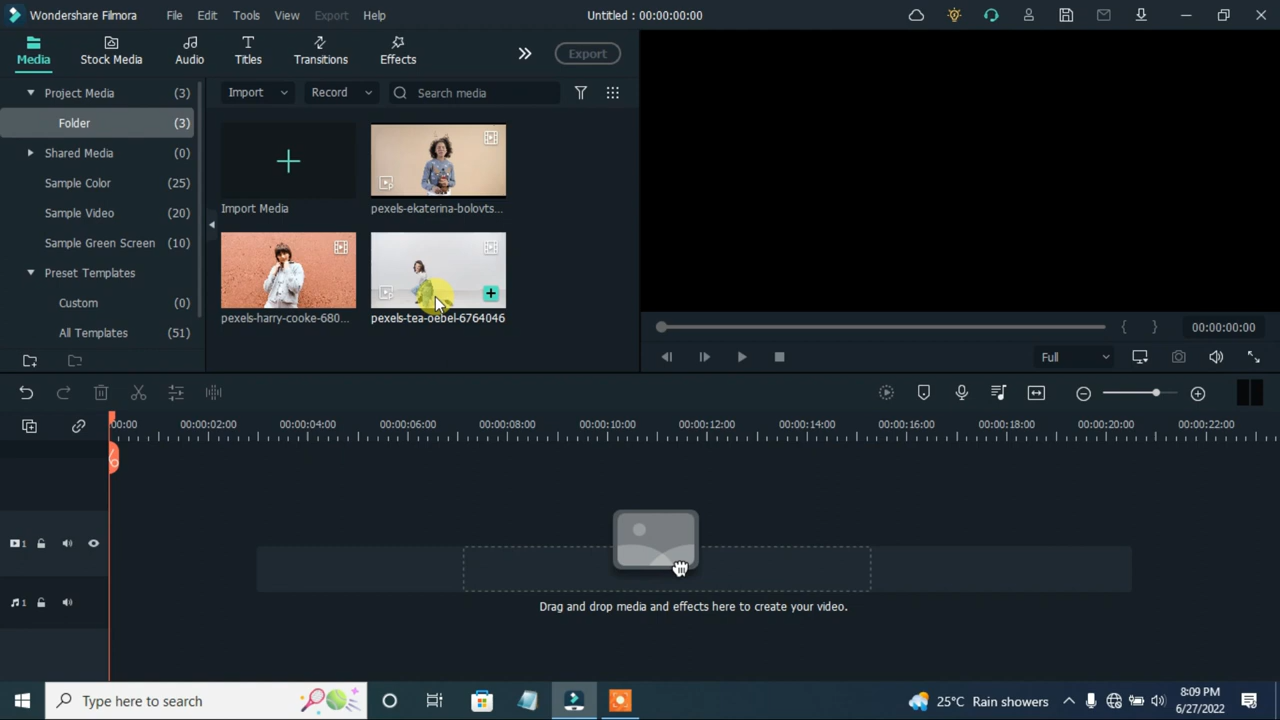 Wondershare Filmora File Edit Tools View Export Help Untitled : 00:00:00:00
Media Stock Media Audio Titles Transitions Effects Export
Project Media (3)
Folder (3)
Shared Media (0)
Sample Color (25)
Sample Video (20)
Sample Green Screen (10)
Preset Templates
Custom (0)
All Templates (51)
Import Record Search media
Import Media
pexels-ekaterina-bolovts...
pexels-harry-cooke-680...
pexels-tea-oebel-6764046
00:00:00:00
Full
00:00 00:00:02:00 00:00:04:00 00:00:06:00 00:00:08:00 00:00:10:00 00:00:12:00 00:00:14:00 00:00:16:00 00:00:18:00 00:00:20:00 00:00:22:00
1
1
Drag and drop media and effects here to create your video.
Type here to search
25°C Rain showers
8:09 PM
6/27/2022